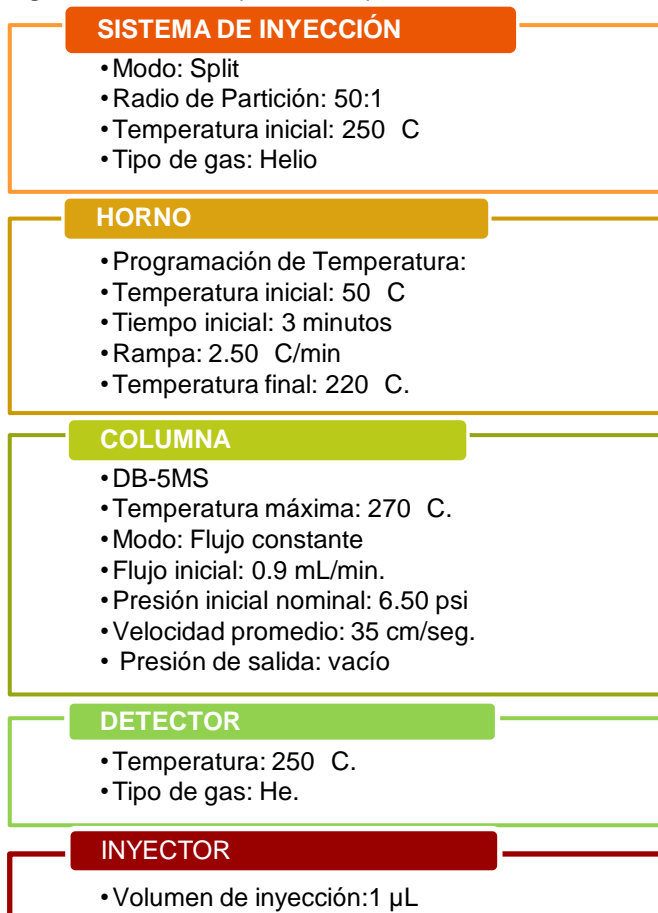 SISTEMA DE INYECCIÓN
•Modo: Split
•Radio de Partición: 50:1
•Temperatura inicial: 250 C
•Tipo de gas: Helio
HORNO
•Programación de Temperatura:
•Temperatura inicial: 50 C
•Tiempo inicial: 3 minutos
•Rampa: 2.50 C/min
•Temperatura final: 220 C.
COLUMNA
•DB-5MS
•Temperatura máxima: 270 C.
•Modo: Flujo constante
•Flujo inicial: 0.9 mL/min.
•Presión inicial nominal: 6.50 psi
•Velocidad promedio: 35 cm/seg.
• Presión de salida: vacío
DETECTOR
•Temperatura: 250 C.
•Tipo de gas: He.
INYECTOR
•Volumen de inyección:1 µL